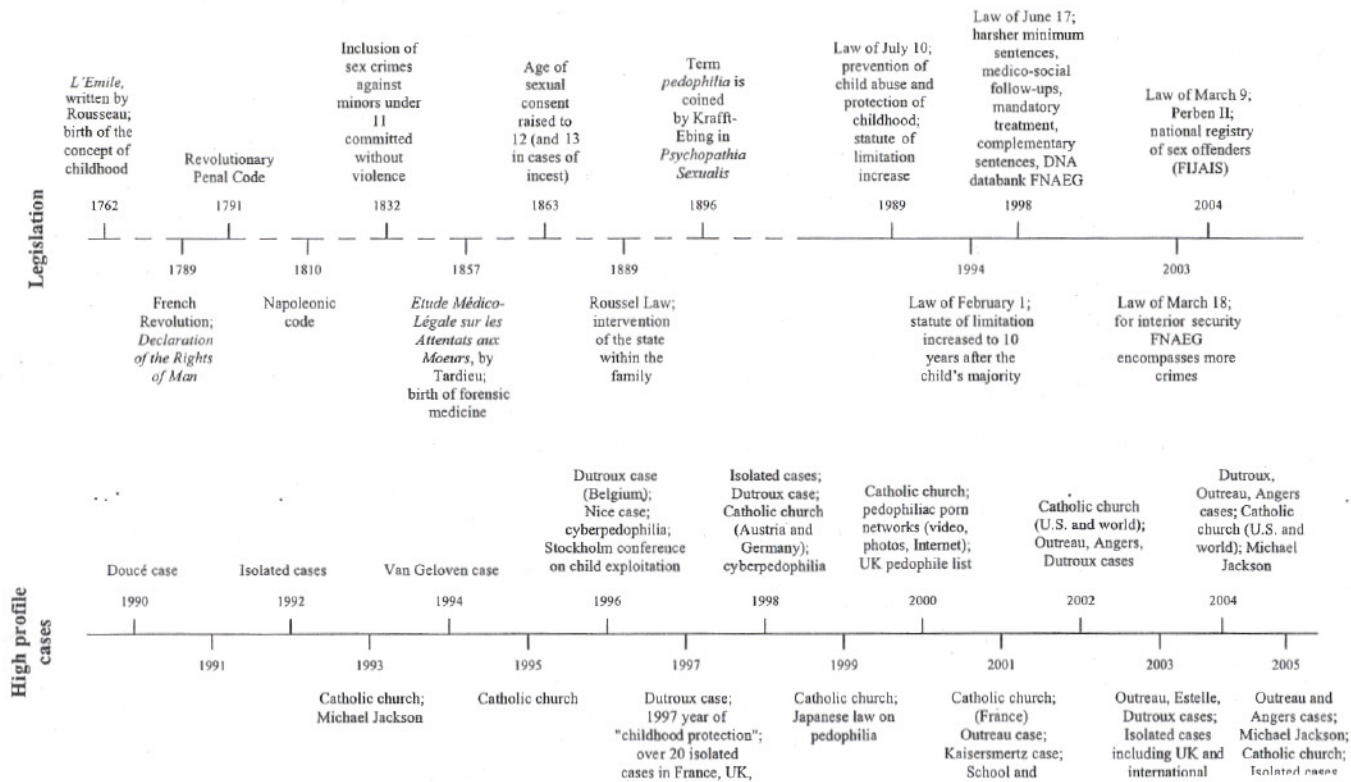 Legislation
L'Emile,
written by
Rousseau;
birth of the
concept of
childhood
1762
Revolutionary
Penal Code
1791
Inclusion of
sex crimes
against
minors under
11
committed
without
violence
1832
Age of
sexual
consent
raised to
12 (and 13
in cases of
incest)
1863
Term
pedophilia is
coined
by Krafft-
Ebing in
Psychopathia
Sexualis
1896
Law of July 10;
prevention of
child abuse and
protection of
childhood;
statute of
limitation
increase
1989
Law of June 17;
harsher minimum
sentences,
medico-social
follow-ups,
mandatory
treatment,
complementary
sentences, DNA
databank FNAEG
1998
Law of March 9;
Perben II;
national registry
of sex offenders
(FIJAIS)
2004
1789
French
Revolution;
Declaration
of the Rights
of Man
1810
Napoleonic
code
1857
Etude Médico-
Légale sur les
Attentats aux
Moeurs, by
Tardieu;
birth of forensic
medicine
1889
Roussel Law;
intervention
of the state
within the
family
1994
Law of February 1;
statute of limitation
increased to 10
years after the
child's majority
2003
Law of March 18;
for interior security
FNAEG
encompasses more
crimes
High profile
cases
Doucé case
1990
Isolated cases
1992
Van Geloven case
1994
Dutroux case
(Belgium);
Nice case;
cyberpedophilia;
Stockholm conference
on child exploitation
1996
Isolated cases;
Dutroux case;
Catholic church
(Austria and
Germany);
cyberpedophilia
1998
Catholic church;
pedophiliac porn
networks (video,
photos, Internet);
UK pedophile list
2000
Catholic church
(U.S. and world);
Outreau, Angers,
Dutroux cases
2002
Dutroux,
Outreau, Angers
cases; Catholic
church (U.S. and
world); Michael
Jackson
2004
1991
1993
Catholic church;
Michael Jackson
1995
Catholic church
1997
Dutroux case;
1997 year of
"childhood protection";
over 20 isolated
cases in France, UK,
1999
Catholic church;
Japanese law on
pedophilia
2001
Catholic church;
(France)
Outreau case;
Kaisersmertz case;
School and
2003
Outreau, Estelle,
Dutroux cases;
Isolated cases
including UK and
international
2005
Outreau and
Angers cases;
Michael Jackson;
Catholic church;
Isolated cases